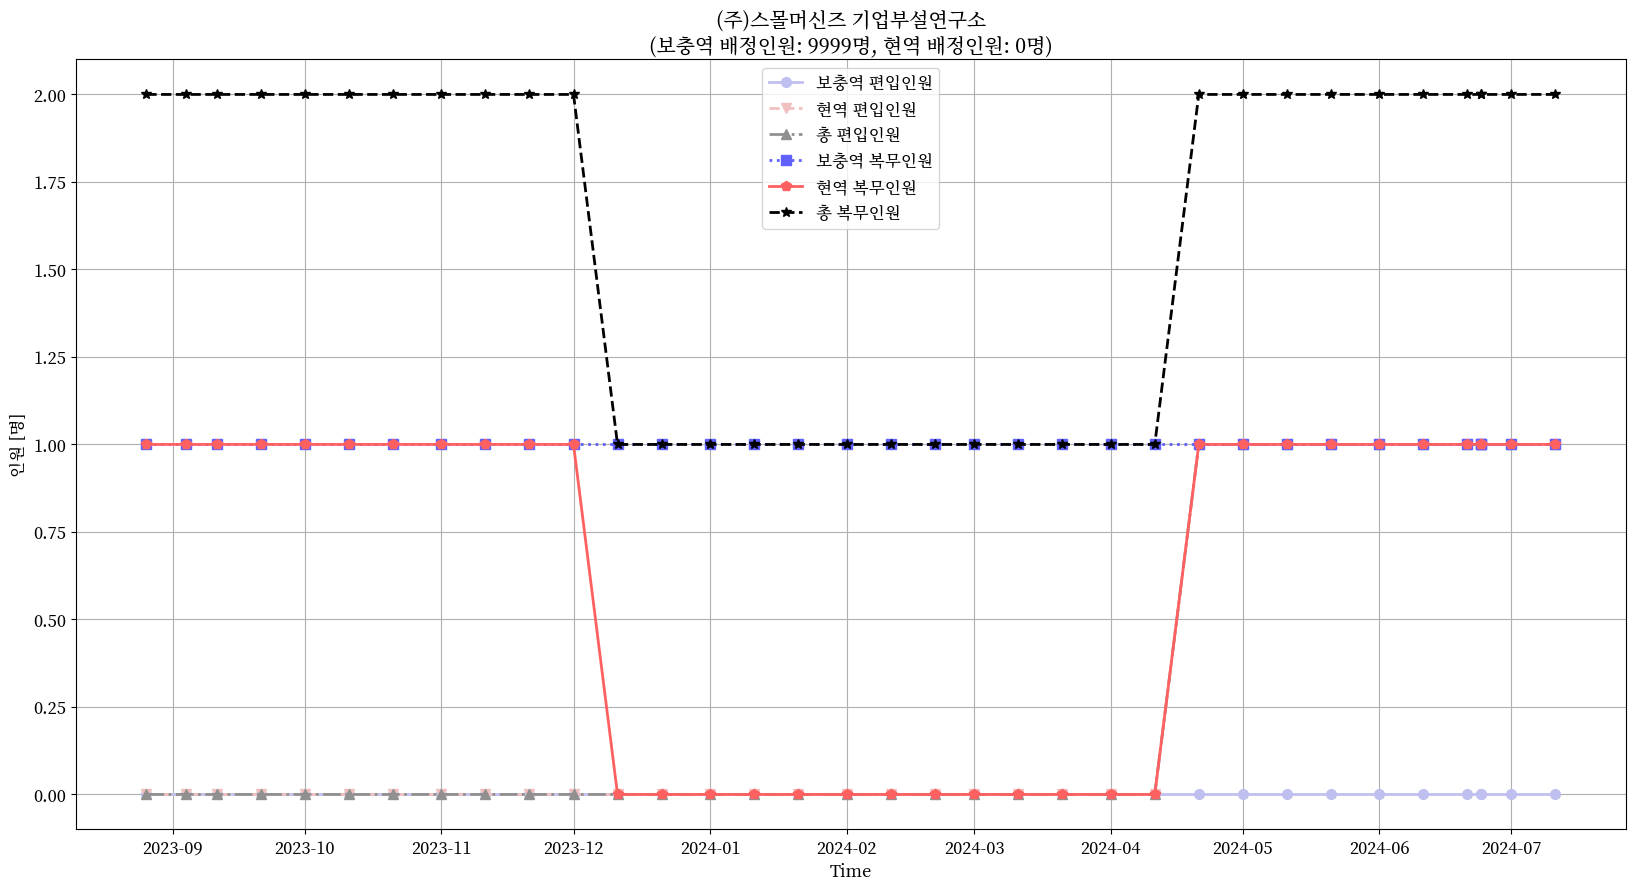 (주)스몰머신즈 기업부설연구소
(보충역 배정인원: 9999명, 현역 배정인원: 0명)
보충역 편입인원
현역 편입인원
총 편입인원
보충역 복무인원
현역 복무인원
총 복무인원
2.00
1.75
1.50
1.25
1.00
0.75
0.50
0.25
0.00
인원 [명]
2023-09 2023-10 2023-11 2023-12 2024-01 2024-02 2024-03 2024-04 2024-05 2024-06 2024-07
Time